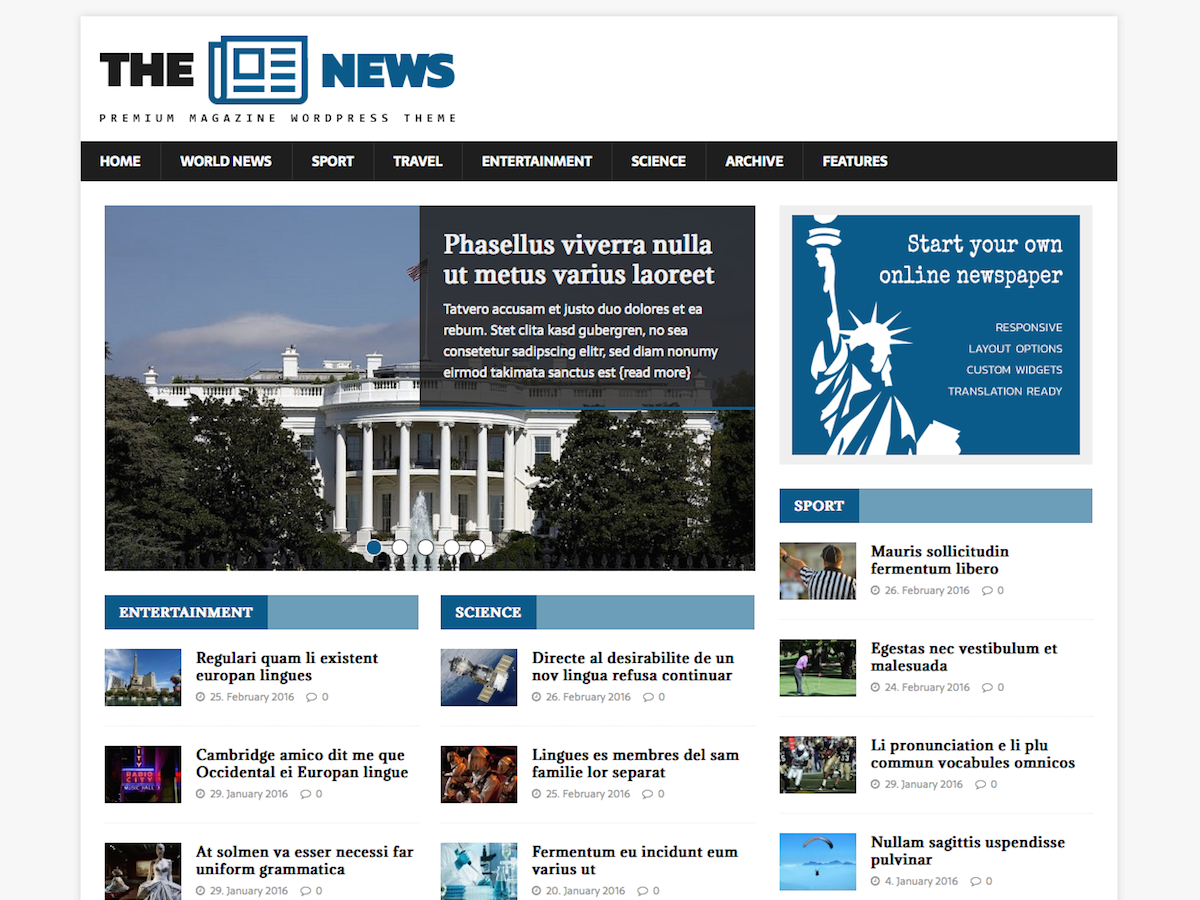 THE NEWS
PREMIUM MAGAZINE WORDPRESS THEME
HOME WORLD NEWS SPORT TRAVEL ENTERTAINMENT SCIENCE ARCHIVE FEATURES
Phasellus viverra nulla
ut metus varius laoreet
Tatvero accusam et justo duo dolores et ea
rebum. Stet clita kasd gubergren, no sea
consetetur sadipscing elitr, sed diam nonumy
eirmod takimata sanctus est {read more}
Start your own
online newspaper
RESPONSIVE
LAYOUT OPTIONS
CUSTOM WIDGETS
TRANSLATION READY
ENTERTAINMENT
Regulari quam li existent
europan lingues
25. February 2016 0
CITY
RADIO
CITY
MUSIC HALL
Cambridge amico dit me que
Occidental ei Europan lingue
29. January 2016 0
At solmen va esser necessi far
uniform grammatica
29. January 2016 0
SCIENCE
Directe al desirabilite de un
nov lingua refusa continuar
26. February 2016 0
Lingues es membres del sam
familie lor separat
25. February 2016 0
Fermentum eu incidunt eum
varius ut
20. January 2016 0
SPORT
Mauris sollicitudin
fermentum libero
26. February 2016 0
Egestas nec vestibulum et
malesuada
24. February 2016 0
Li pronunciation e li plu
commun vocabules omnicos
29. January 2016 0
Nullam sagittis uspendisse
pulvinar
4. January 2016 0